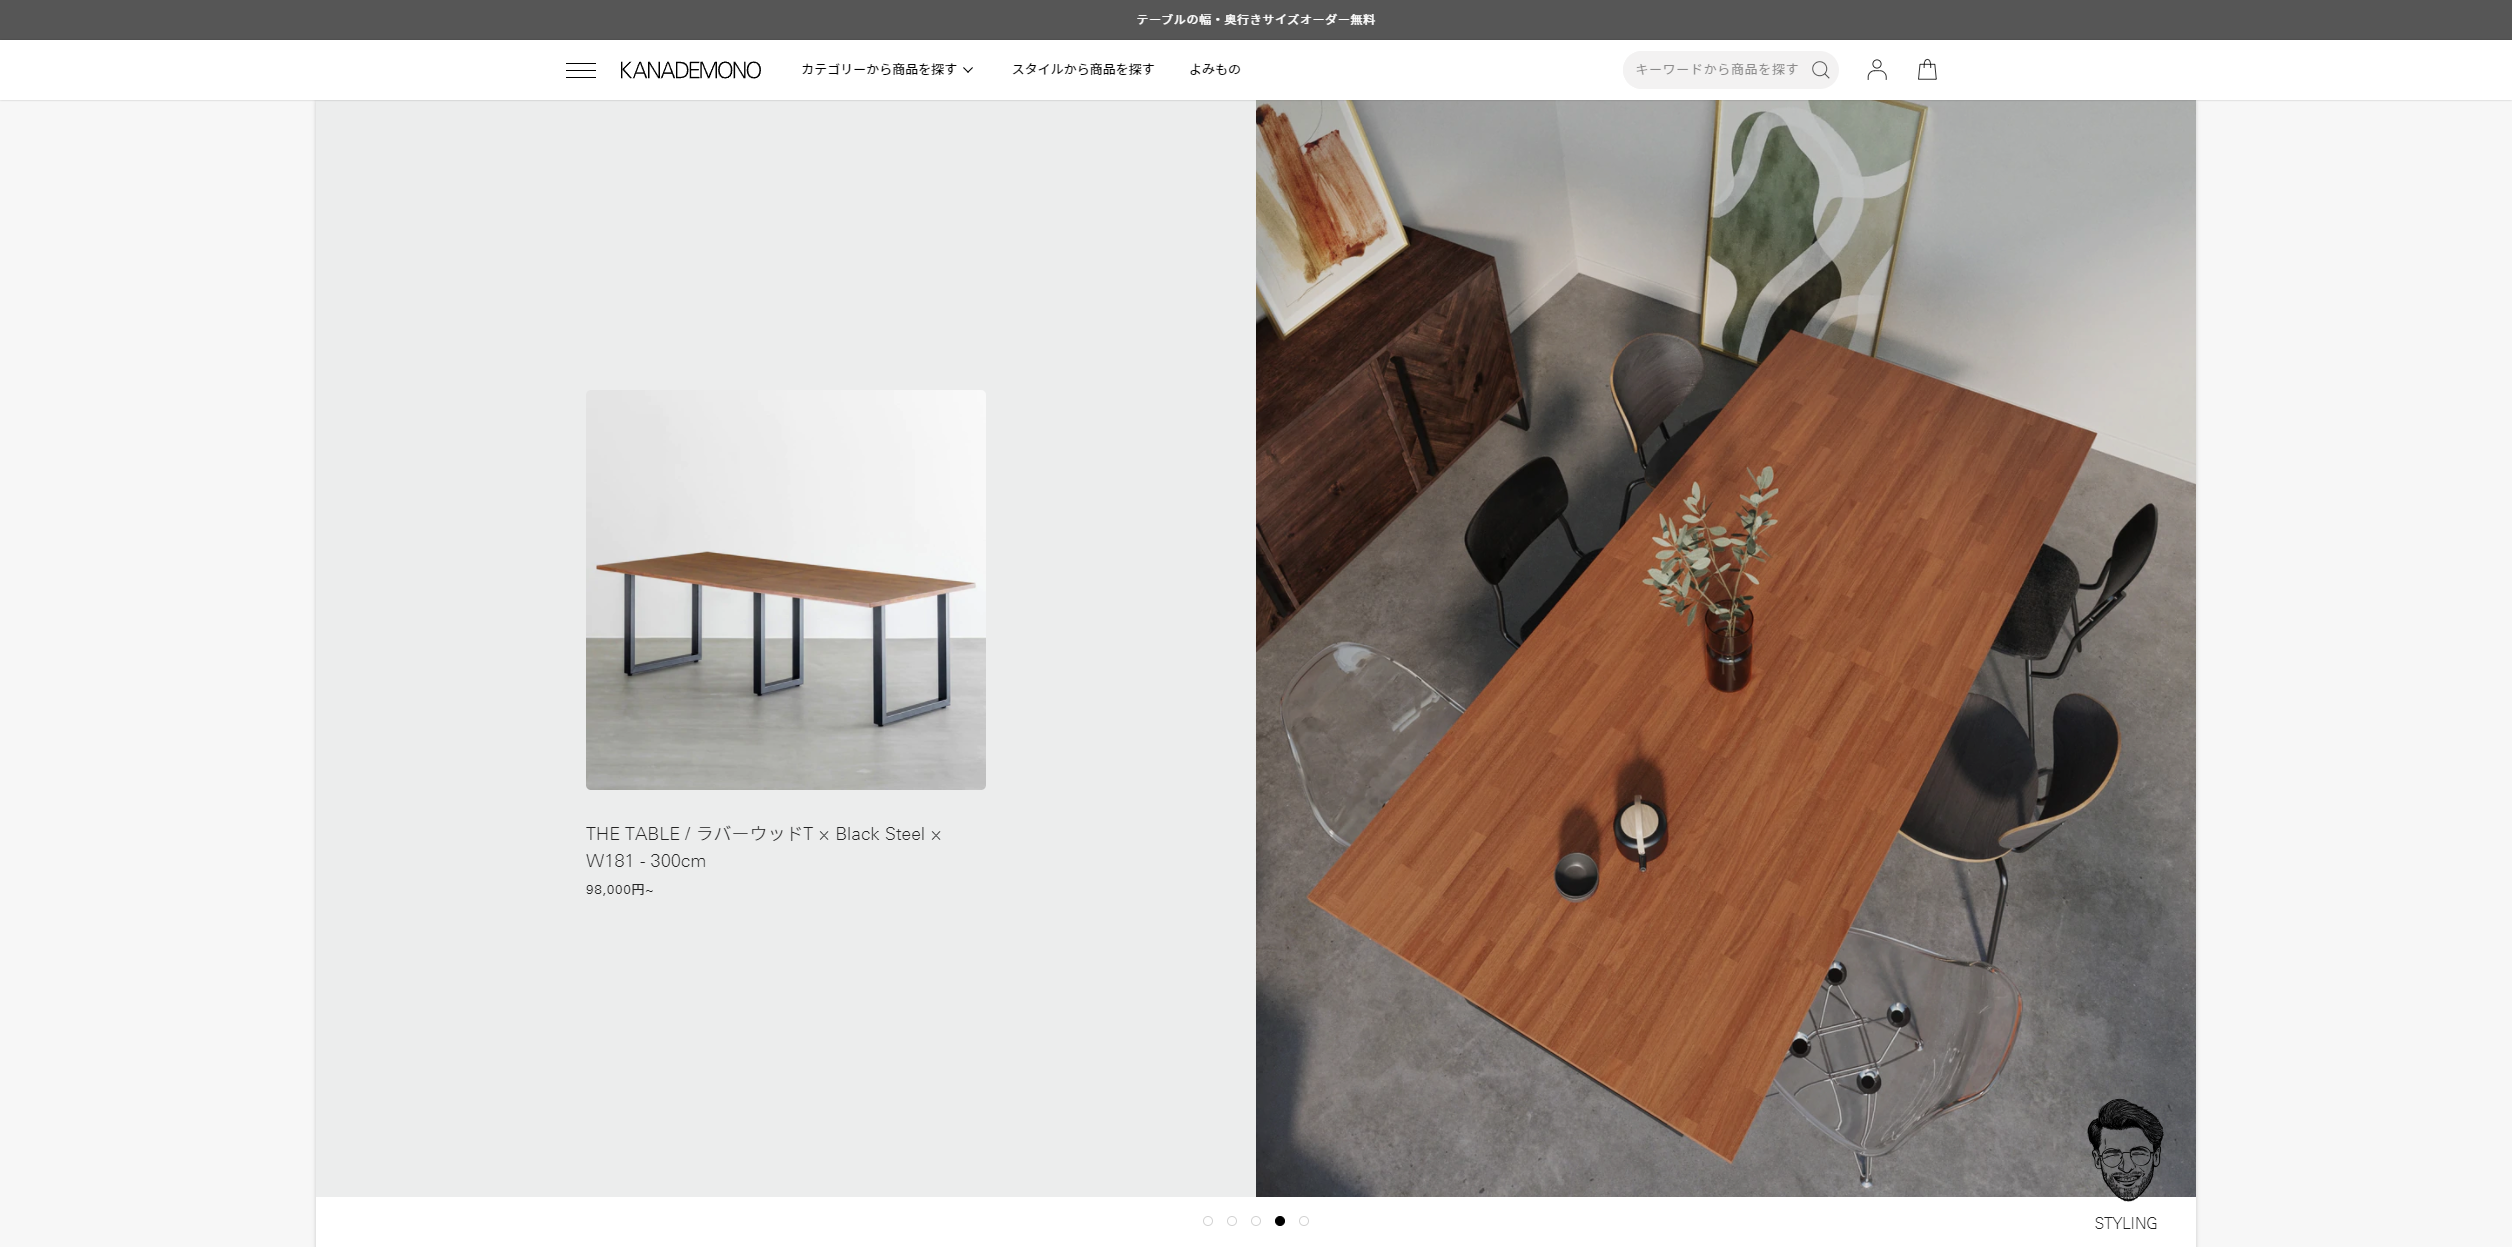 テーブルの幅・奥行きサイズオーダー無料
KANADEMONO
カテゴリーから商品を探す
スタイルから商品を探す
よみもの
キーワードから商品を探す
THE TABLE / ラバーウッドT × Black Steel ×
W181 - 300cm
98,000円~
STYLING